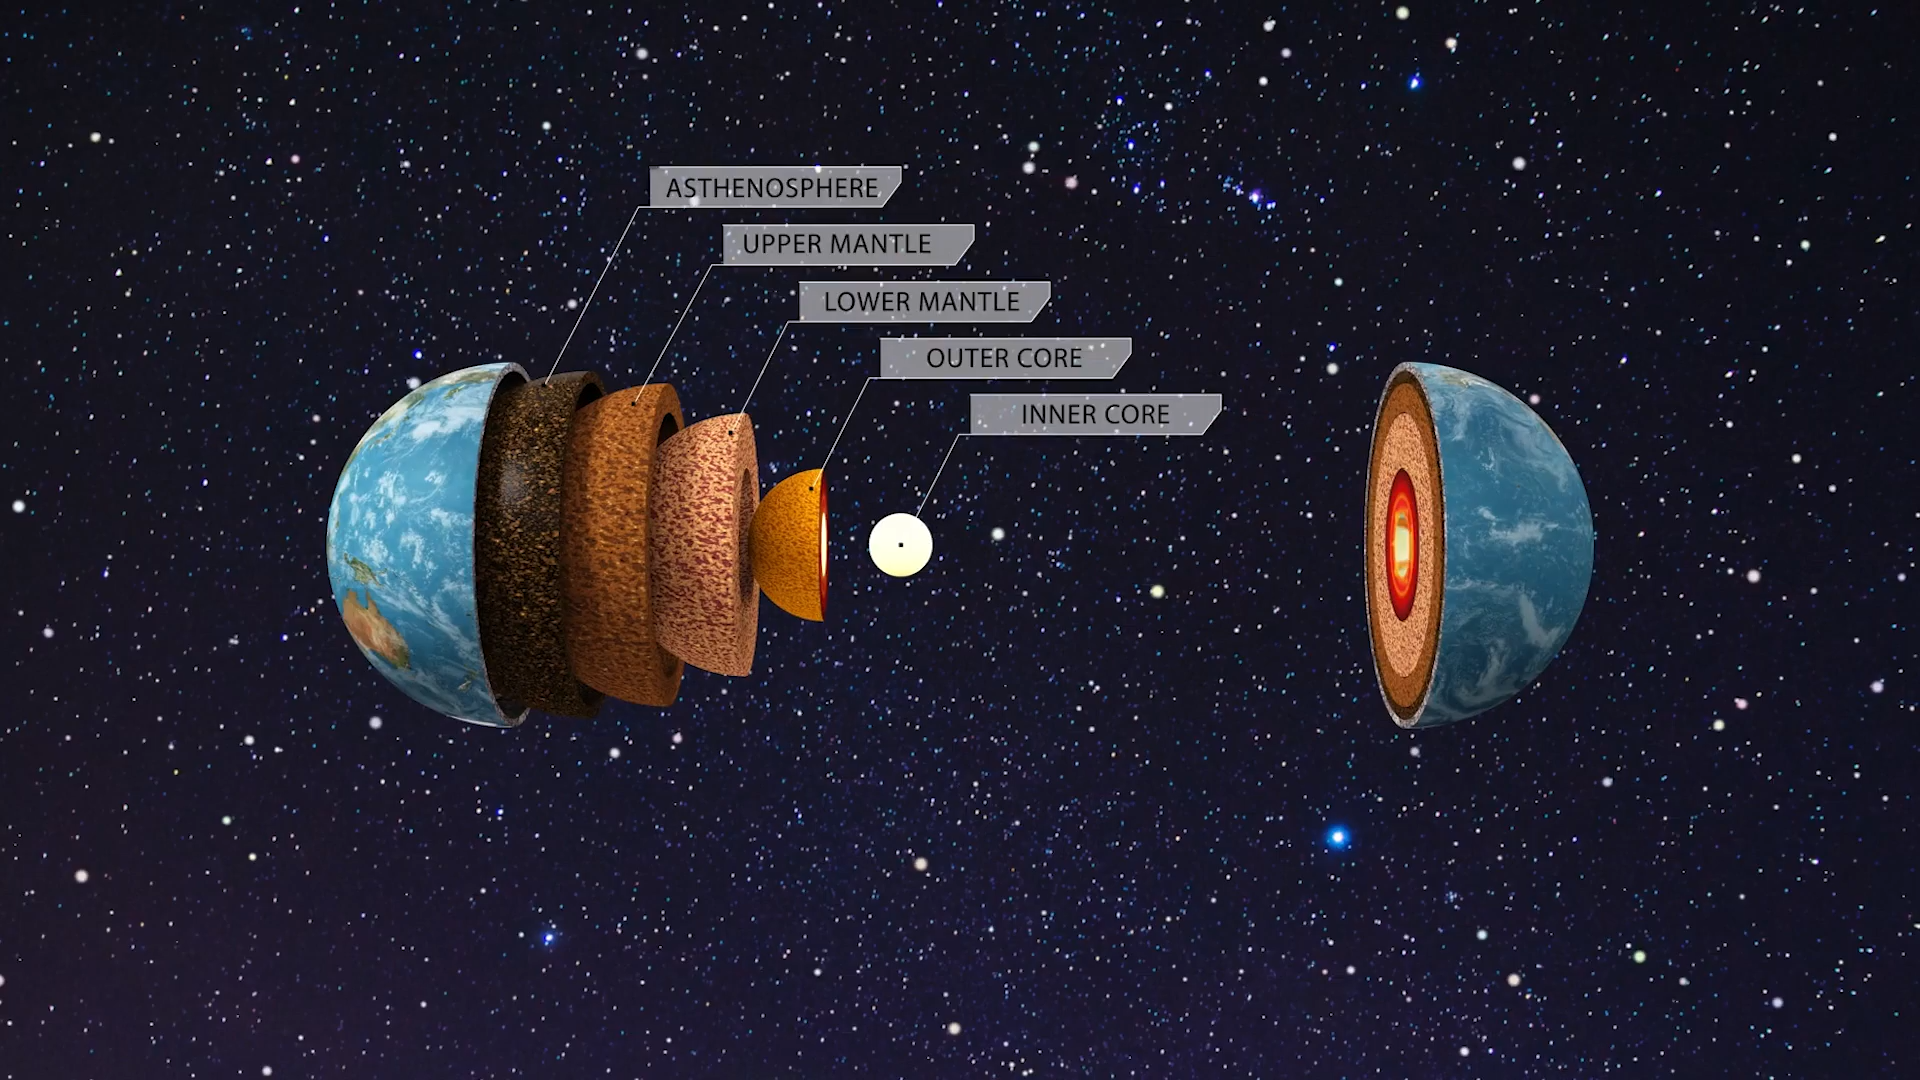 ASTHENOSPHERE
UPPER MANTLE
LOWER MANTLE
OUTER CORE
INNER CORE